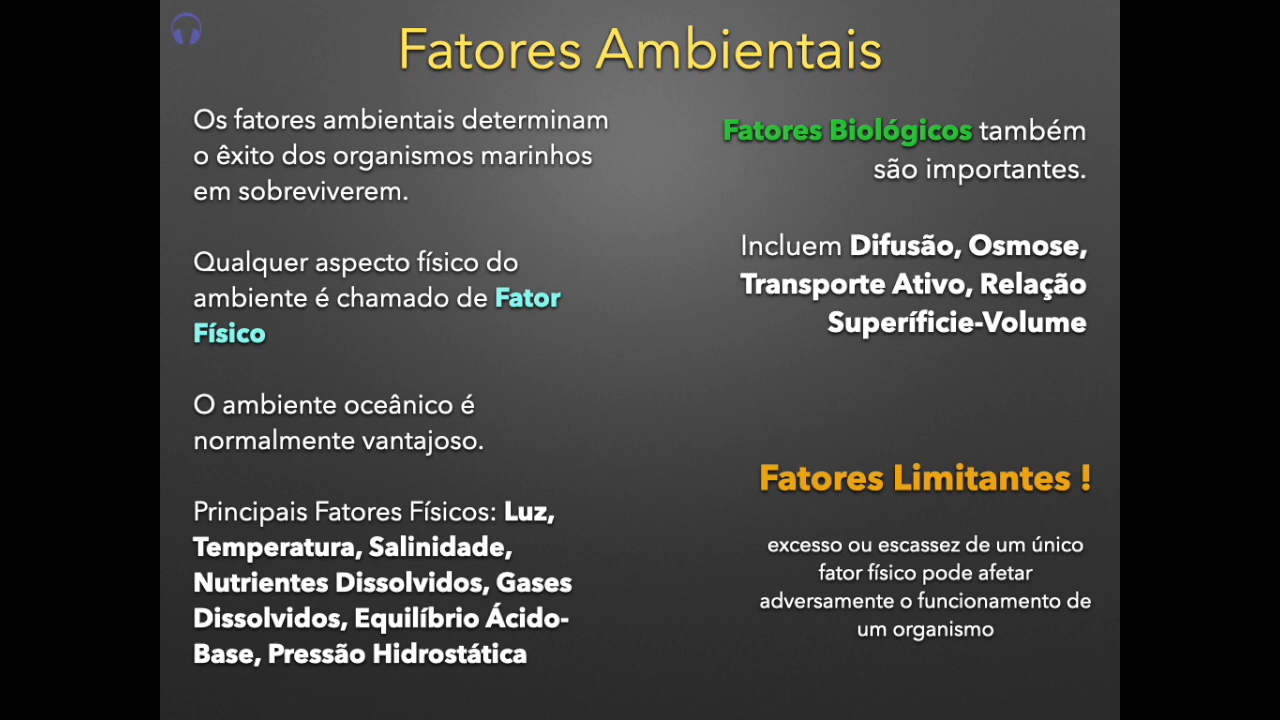 Fatores Ambientais
Os fatores ambientais determinam
o êxito dos organismos marinhos
em sobreviverem.
Qualquer aspecto físico do
ambiente é chamado de Fator
Físico
O ambiente oceânico é
normalmente vantajoso.
Principais Fatores Físicos: Luz,
Temperatura, Salinidade,
Nutrientes Dissolvidos, Gases
Dissolvidos, Equilíbrio Ácido-
Base, Pressão Hidrostática
Fatores Biológicos também
são importantes.
Incluem Difusão, Osmose,
Transporte Ativo, Relação
Superíficie-Volume
Fatores Limitantes !
excesso ou escassez de um único
fator físico pode afetar
adversamente o funcionamento de
um organismo